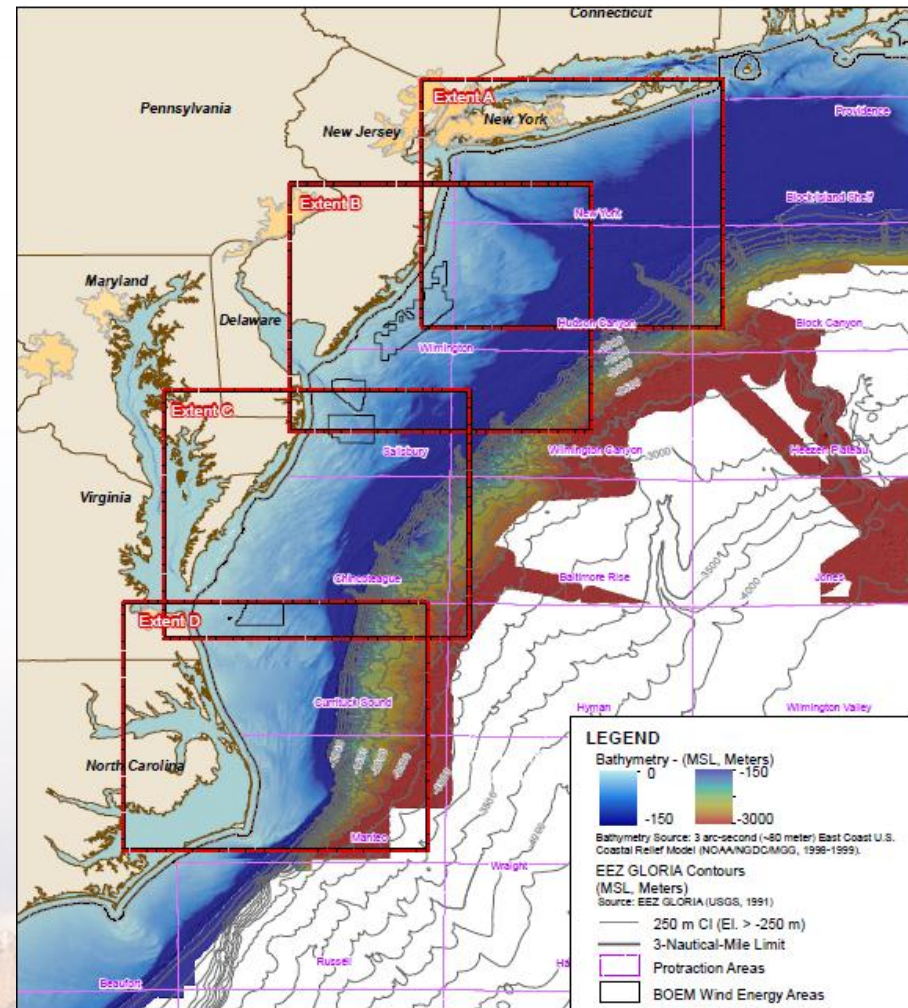 Connecticut
Pennsylvania
Extent A
New Jersey
New York
Providence
Extent B
New York
Block Island Shelf
Maryland
Delaware
Hudson Canyon
Block Canyon
Wilmington
Extent C
Salisbury
Wilmington Canyon
-3000
Heezen Plateau
Virginia
-3500
-4000
Chincoteague
Baltimore Rise
Jones
Extent D
Currituck Sound
Hyman
Wilmington Valley
North Carolina
Manteo
Wraight
Beaufort
Russell
LEGEND
Bathymetry - (MSL, Meters)
0
-150
-150
-3000
Bathymetry Source: 3 arc-second (~80 meter) East Coast U.S.
Coastal Relief Model (NOAA/NGDC/MGG, 1998-1999).
EEZ GLORIA Contours
(MSL, Meters)
Source: EEZ GLORIA (USGS, 1991)
250 m CI (El. > -250 m)
3-Nautical-Mile Limit
Protraction Areas
BOEM Wind Energy Areas